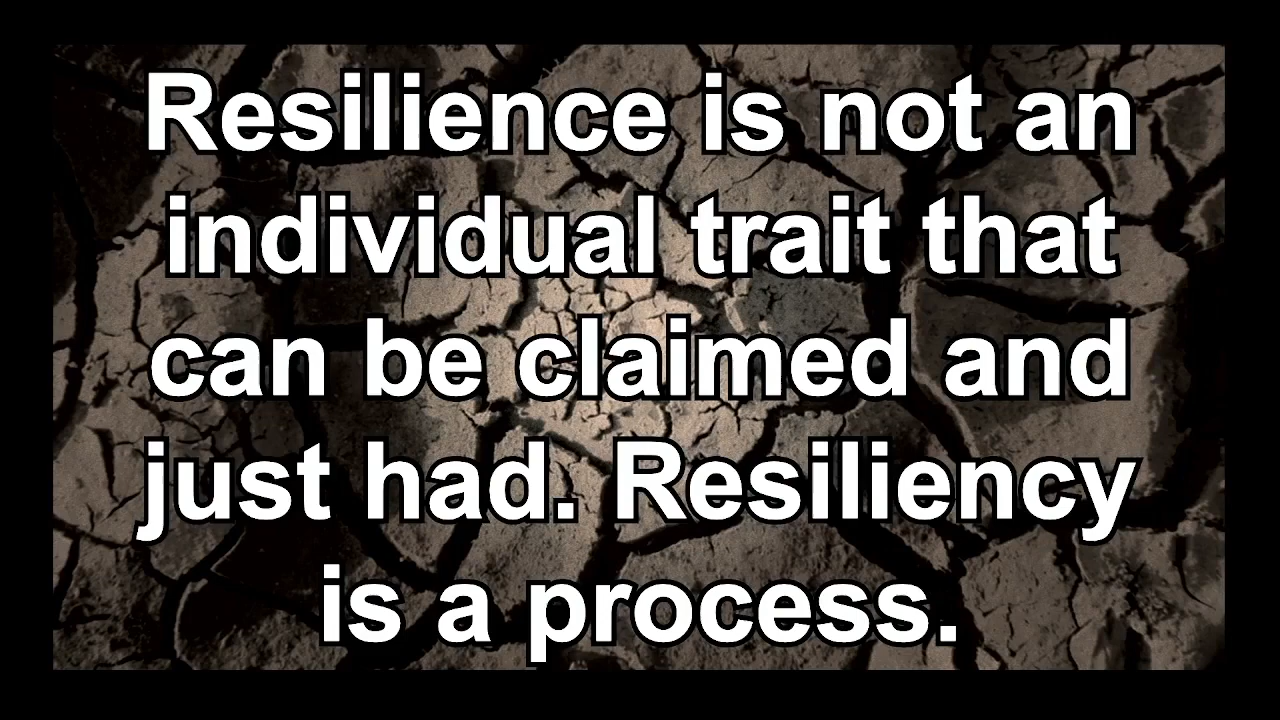 Resilience is not an
individual trait that
can be claimed and
just had. Resiliency
is a process.